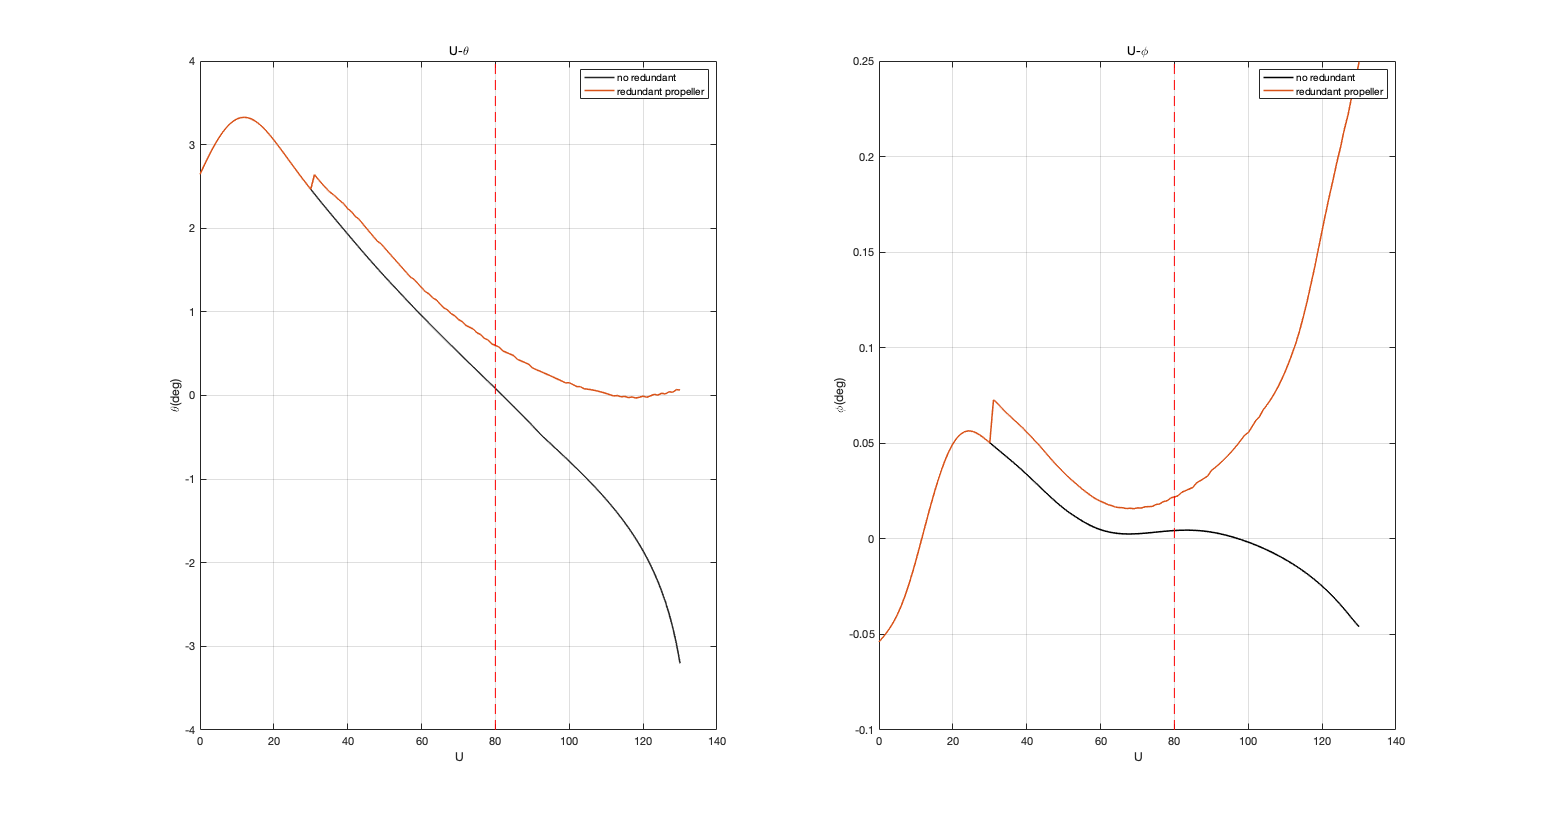 U-θ
no redundant
redundant propeller
4
3
2
1
0
-1
-2
-3
-4
θ(deg)
0 20 40 60 80 100 120 140
U
U-ϕ
no redundant
redundant propeller
0.25
0.2
0.15
0.1
0.05
0
-0.05
-0.1
ϕ(deg)
0 20 40 60 80 100 120 140
U